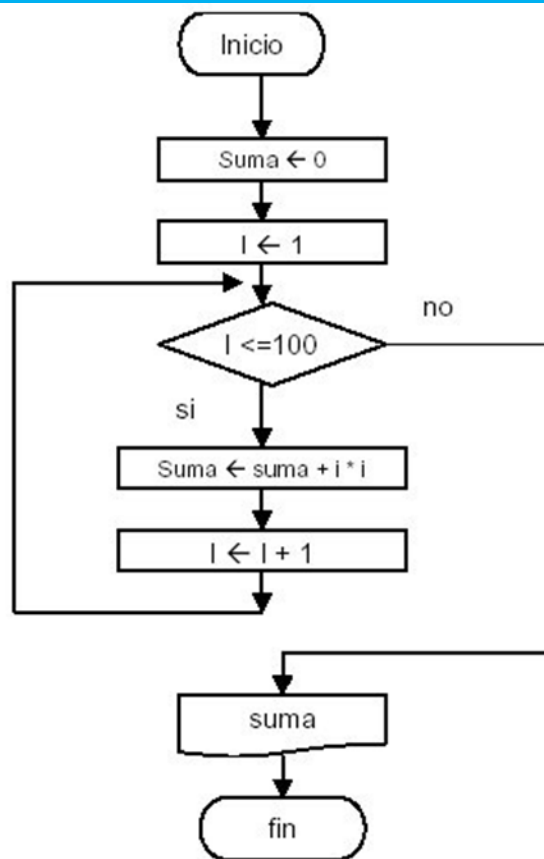 Inicio
Suma ← 0
I ← 1
no
I <=100
si
Suma ← suma + i * i
I ← I + 1
suma
fin